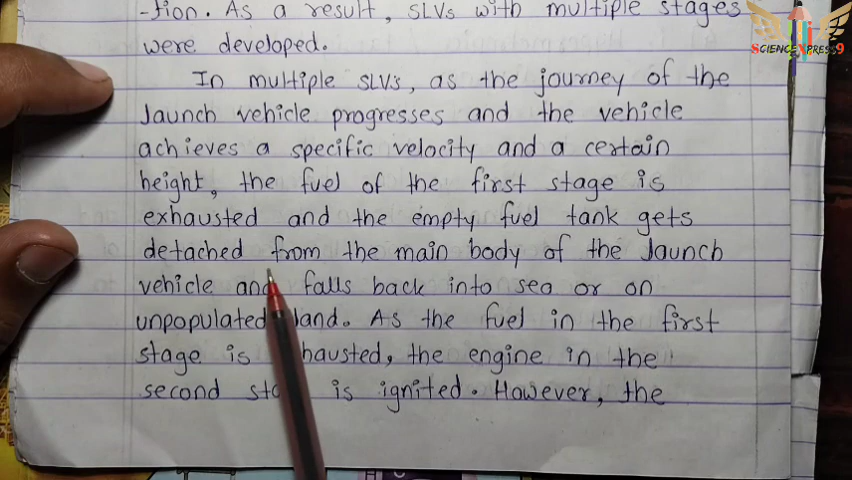 -tion. As a result, SLVs with multiple stages
were developed.
In multiple SLVs, as the journey of the
launch vehicle progresses and the vehicle
achieves a specific velocity and a certain
height, the fuel of the first stage is
exhausted and the empty fuel tank gets
detached from the main body of the launch
vehicle and falls back into sea or on
unpopulated land. As the fuel in the first
stage is hausted, the engine in the
second st is ignited. However, the
SCIENCEXPRESS9